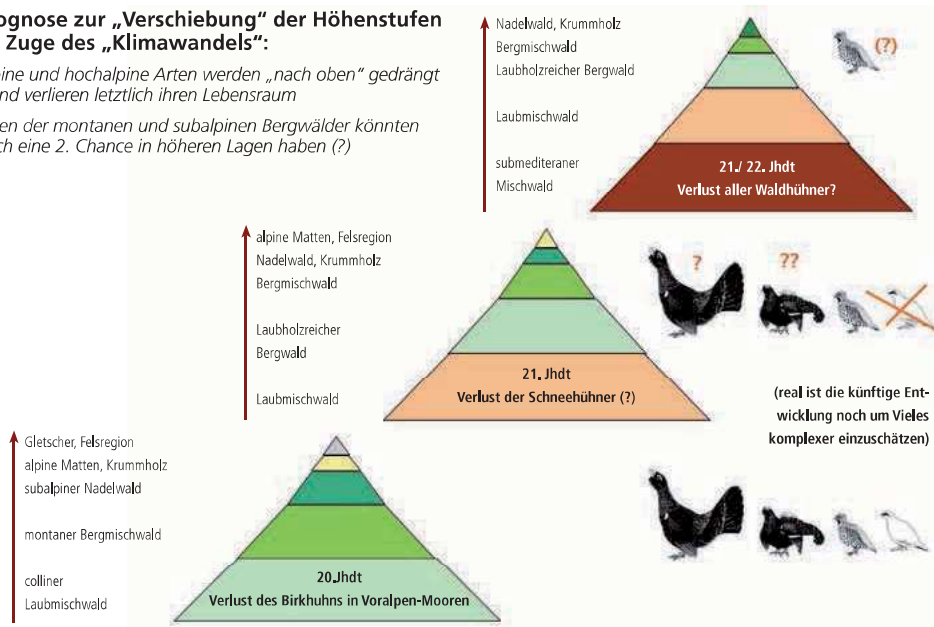 ognose zur „Verschiebung“ der Höhenstufen
Zuge des „Klimawandels“:
ine und hochalpine Arten werden „nach oben“ gedrängt
nd verlieren letztlich ihren Lebensraum
en der montanen und subalpinen Bergwälder könnten
ch eine 2. Chance in höheren Lagen haben (?)
Nadelwald, Krummholz
Bergmischwald
Laubholzreicher Bergwald
Laubmischwald
submediteraner
Mischwald
21./ 22. Jhdt
Verlust aller Waldhühner?
(?)
alpine Matten, Felsregion
Nadelwald, Krummholz
Bergmischwald
Laubholzreicher
Bergwald
Laubmischwald
21. Jhdt
Verlust der Schneehühner (?)
?
??
(real ist die künftige Ent-
wicklung noch um Vieles
komplexer einzuschätzen)
Gletscher, Felsregion
alpine Matten, Krummholz
subalpiner Nadelwald
montaner Bergmischwald
colliner
Laubmischwald
20.Jhdt
Verlust des Birkhuhns in Voralpen-Mooren